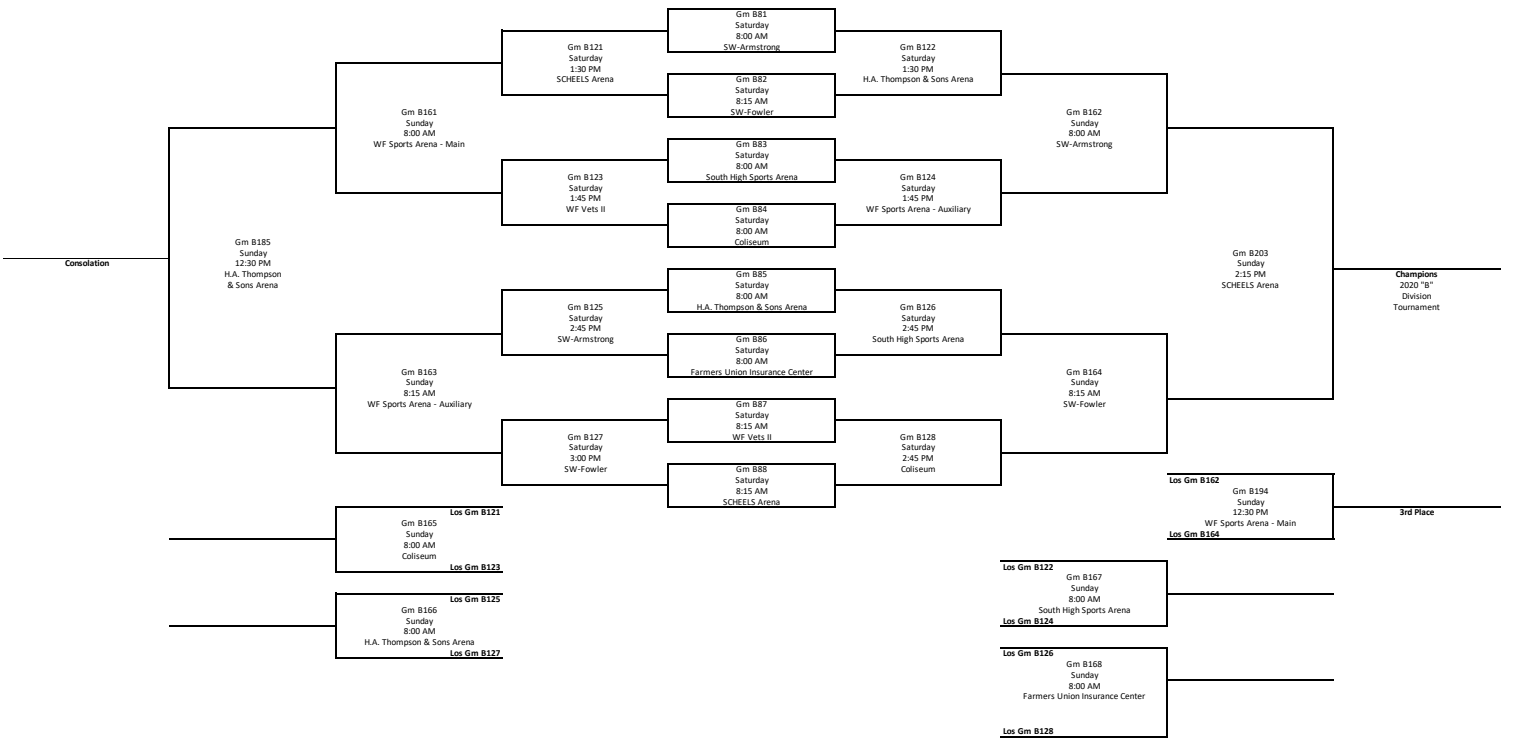 Gm B81
Saturday
8:00 AM
SW-Armstrong
Gm B121
Saturday
1:30 PM
SCHEELS Arena
Gm B122
Saturday
1:30 PM
H.A. Thompson & Sons Arena
Gm B82
Saturday
8:15 AM
SW-Fowler
Gm B161
Sunday
8:00 AM
WF Sports Arena - Main
Gm B162
Sunday
8:00 AM
SW-Armstrong
Gm B83
Saturday
8:00 AM
South High Sports Arena
Gm B123
Saturday
1:45 PM
WF Vets II
Gm B124
Saturday
1:45 PM
WF Sports Arena - Auxiliary
Gm B84
Saturday
8:00 AM
Coliseum
Gm B185
Sunday
12:30 PM
H.A. Thompson
& Sons Arena
Consolation
Gm B203
Sunday
2:15 PM
SCHEELS Arena
Champions
2020 "B"
Division
Tournament
Gm B85
Saturday
8:00 AM
H.A. Thompson & Sons Arena
Gm B125
Saturday
2:45 PM
SW-Armstrong
Gm B126
Saturday
2:45 PM
South High Sports Arena
Gm B86
Saturday
8:00 AM
Farmers Union Insurance Center
Gm B163
Sunday
8:15 AM
WF Sports Arena - Auxiliary
Gm B164
Sunday
8:15 AM
SW-Fowler
Gm B87
Saturday
8:15 AM
WF Vets II
Gm B127
Saturday
3:00 PM
SW-Fowler
Gm B128
Saturday
2:45 PM
Coliseum
Gm B88
Saturday
8:15 AM
SCHEELS Arena
Los Gm B162
Gm B194
Sunday
12:30 PM
WF Sports Arena - Main
Los Gm B164
3rd Place
Los Gm B121
Gm B165
Sunday
8:00 AM
Coliseum
Los Gm B123
Los Gm B122
Gm B167
Sunday
8:00 AM
South High Sports Arena
Los Gm B124
Los Gm B125
Gm B166
Sunday
8:00 AM
H.A. Thompson & Sons Arena
Los Gm B127
Los Gm B126
Gm B168
Sunday
8:00 AM
Farmers Union Insurance Center
Los Gm B128